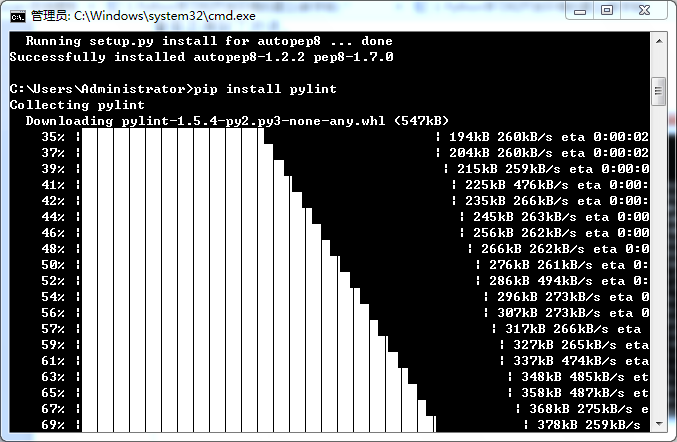 管理员: C:\Windows\system32\cmd.exe
Running setup.py install for autopep8 ... done
Successfully installed autopep8-1.2.2 pep8-1.7.0
C:\Users\Administrator>pip install pylint
Collecting pylint
Downloading pylint-1.5.4-py2.py3-none-any.whl (547kB)
35% | | 194kB 260kB/s eta 0:00:02
37% | | 204kB 260kB/s eta 0:00:02
39% | | 215kB 259kB/s eta 0:00:0
41% | | 225kB 476kB/s eta 0:00:
42% | | 235kB 266kB/s eta 0:00:
44% | | 245kB 263kB/s eta 0:00
46% | | 256kB 262kB/s eta 0:00
48% | | 266kB 262kB/s eta 0:0
50% | | 276kB 261kB/s eta 0:
52% | | 286kB 494kB/s eta 0:
54% | | 296kB 273kB/s eta 0
56% | | 307kB 273kB/s eta 0
57% | | 317kB 266kB/s eta
59% | | 327kB 265kB/s eta
61% | | 337kB 474kB/s eta
63% | | 348kB 485kB/s et
65% | | 358kB 487kB/s et
67% | | 368kB 275kB/s e
69% | | 378kB 259kB/s